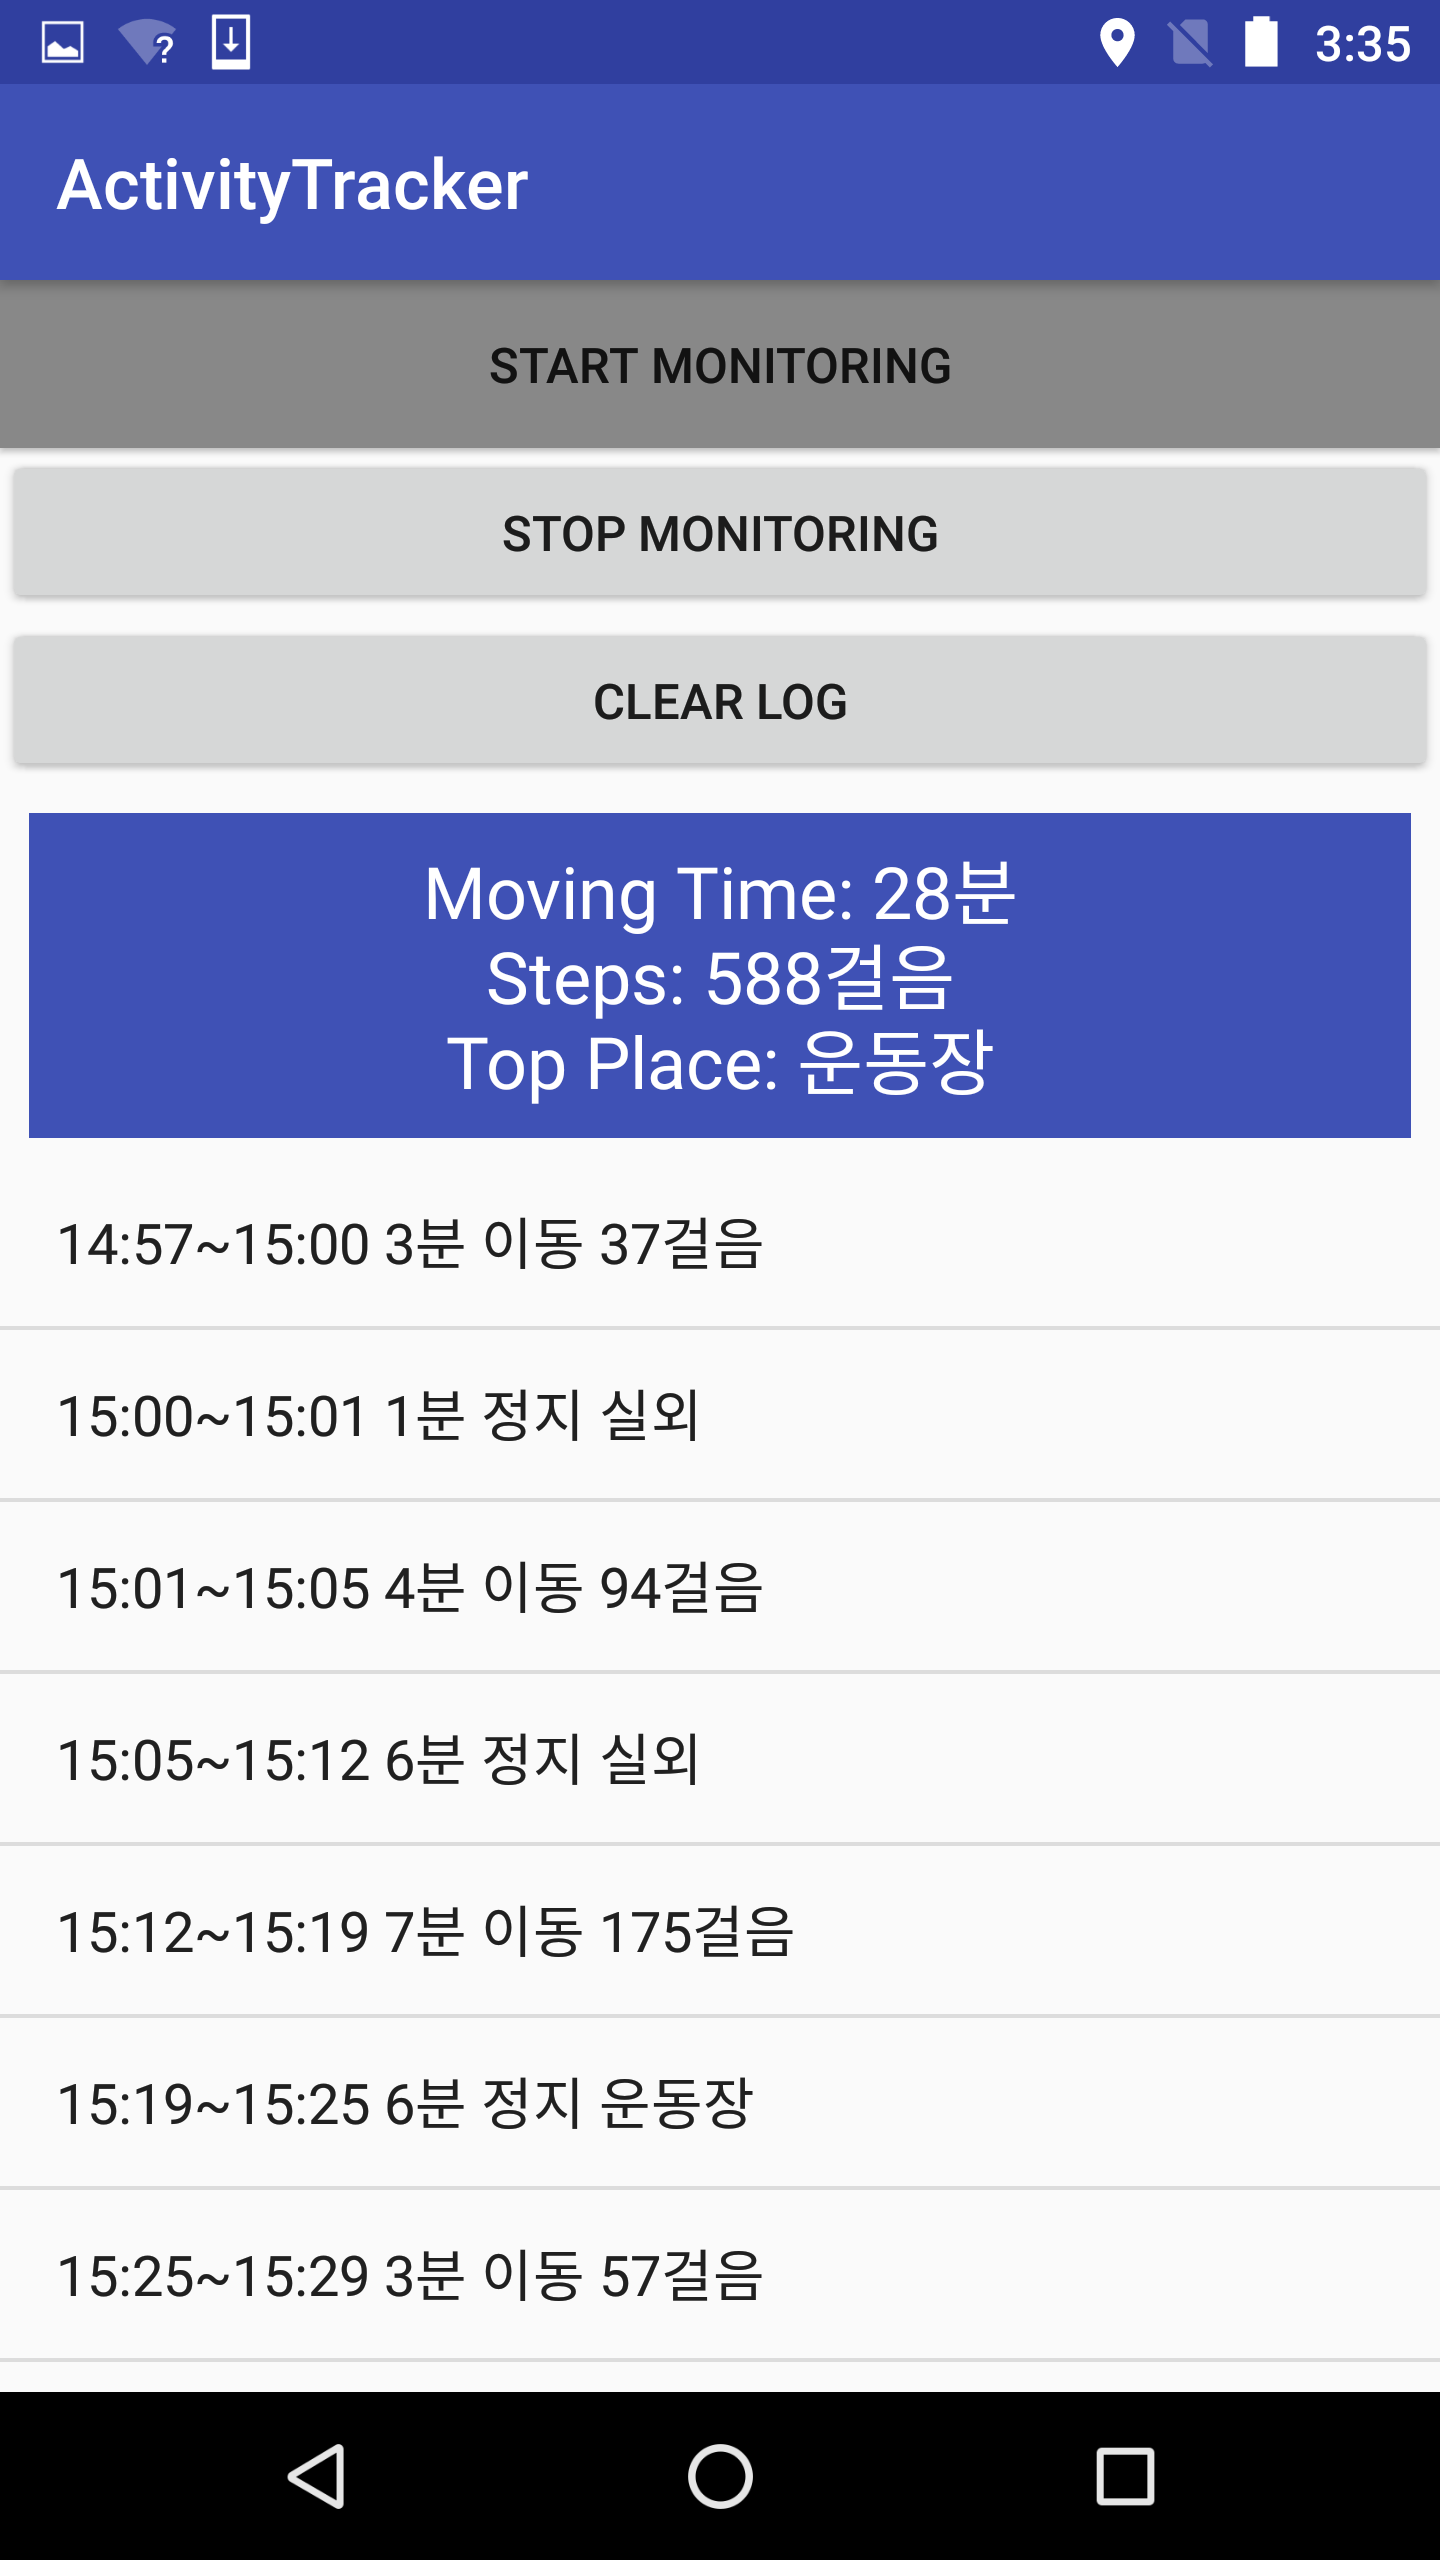 3:35
ActivityTracker
START MONITORING
STOP MONITORING
CLEAR LOG
Moving Time: 28분
Steps: 588걸음
Top Place: 운동장
14:57~15:00 3분 이동 37걸음
15:00~15:01 1분 정지 실외
15:01~15:05 4분 이동 94걸음
15:05~15:12 6분 정지 실외
15:12~15:19 7분 이동 175걸음
15:19~15:25 6분 정지 운동장
15:25~15:29 3분 이동 57걸음